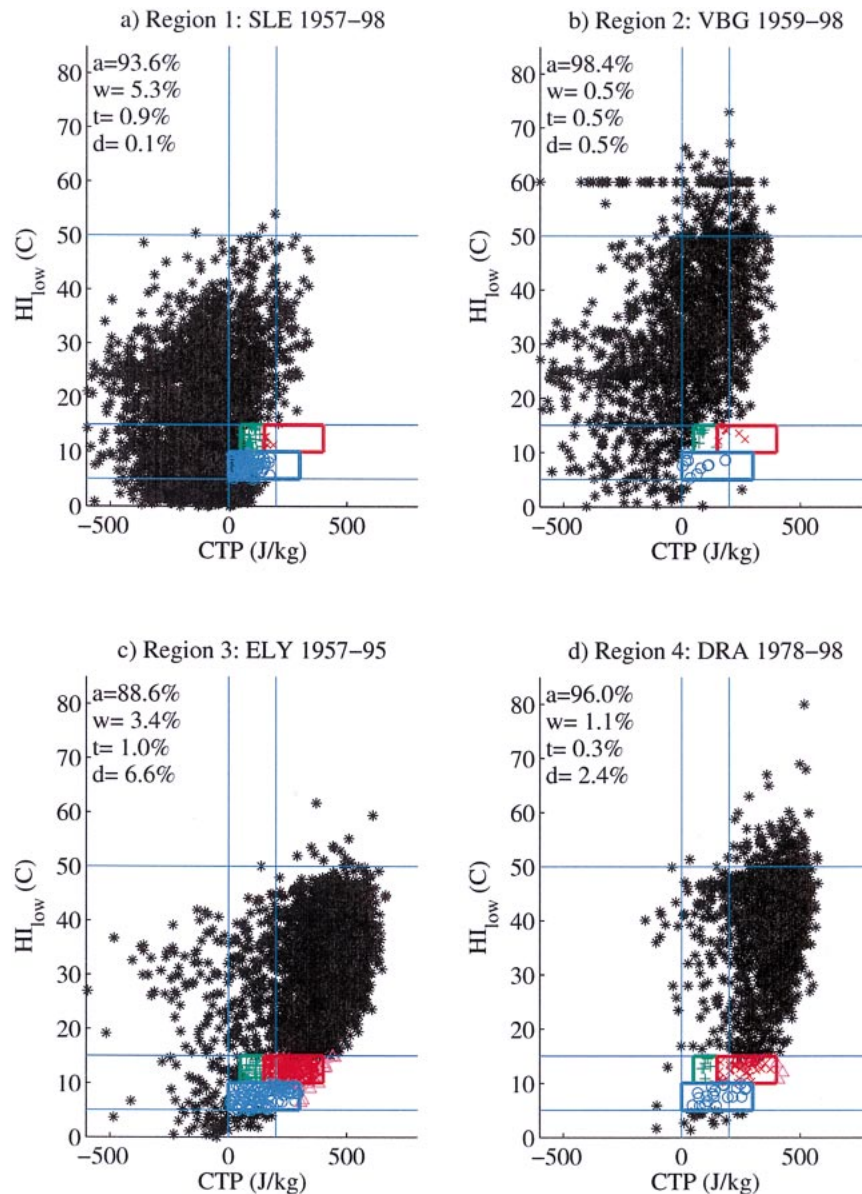 a) Region 1: SLE 1957−98
a=93.6%
w= 5.3%
t= 0.9%
d= 0.1%
80
70
60
50
40
30
20
10
0
HI_low (C)
−500 0 500
CTP (J/kg)
b) Region 2: VBG 1959−98
a=98.4%
w= 0.5%
t= 0.5%
d= 0.5%
80
70
60
50
40
30
20
10
0
HI_low (C)
−500 0 500
CTP (J/kg)
c) Region 3: ELY 1957−95
a=88.6%
w= 3.4%
t= 1.0%
d= 6.6%
80
70
60
50
40
30
20
10
0
HI_low (C)
−500 0 500
CTP (J/kg)
d) Region 4: DRA 1978−98
a=96.0%
w= 1.1%
t= 0.3%
d= 2.4%
80
70
60
50
40
30
20
10
0
HI_low (C)
−500 0 500
CTP (J/kg)